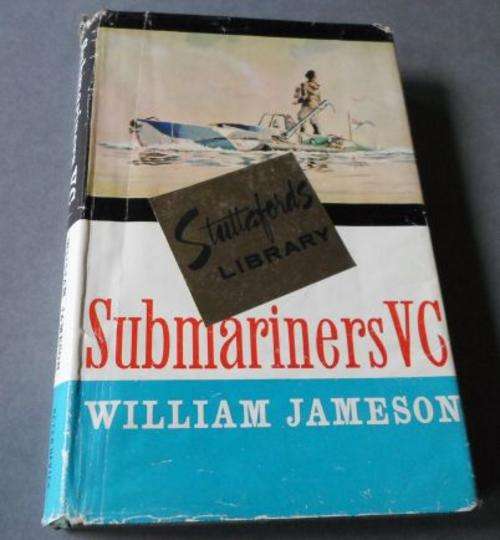 Stuttafords
LIBRARY
Submariners VC
WILLIAM JAMESON